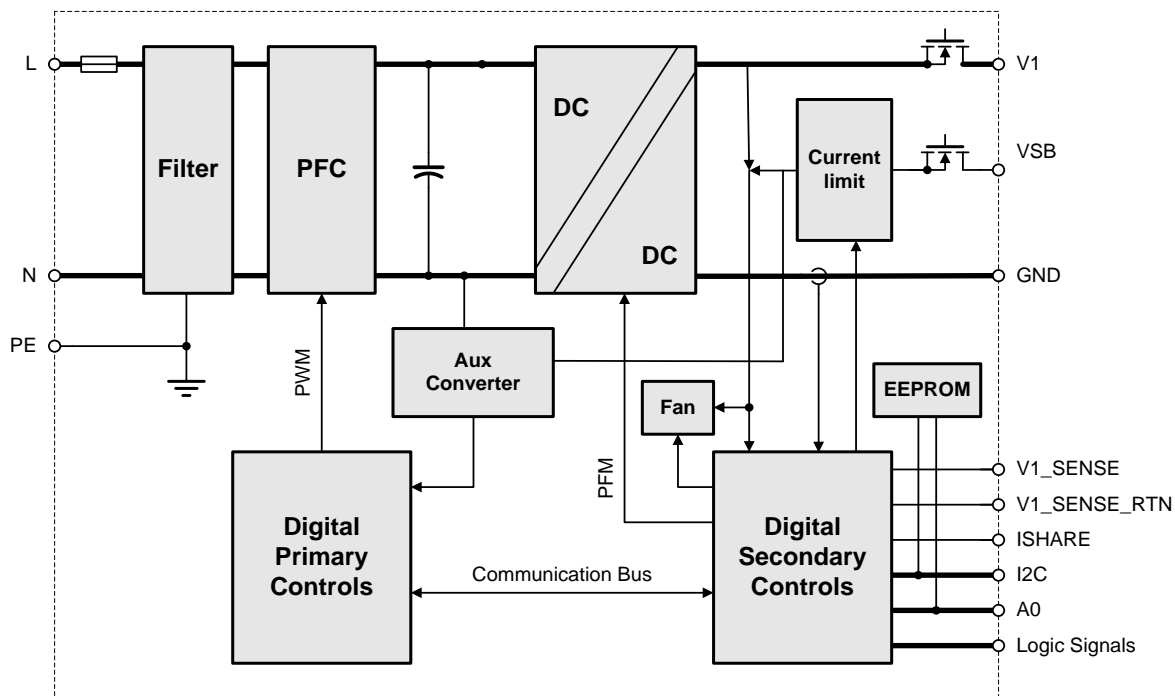 L
V1
DC
Filter
PFC
Current
limit
VSB
DC
N
GND
PE
PWM
Aux
Converter
Fan
EEPROM
PFM
V1_SENSE
V1_SENSE_RTN
Digital
Primary
Controls
Digital
Secondary
Controls
ISHARE
Communication Bus
I2C
A0
Logic Signals